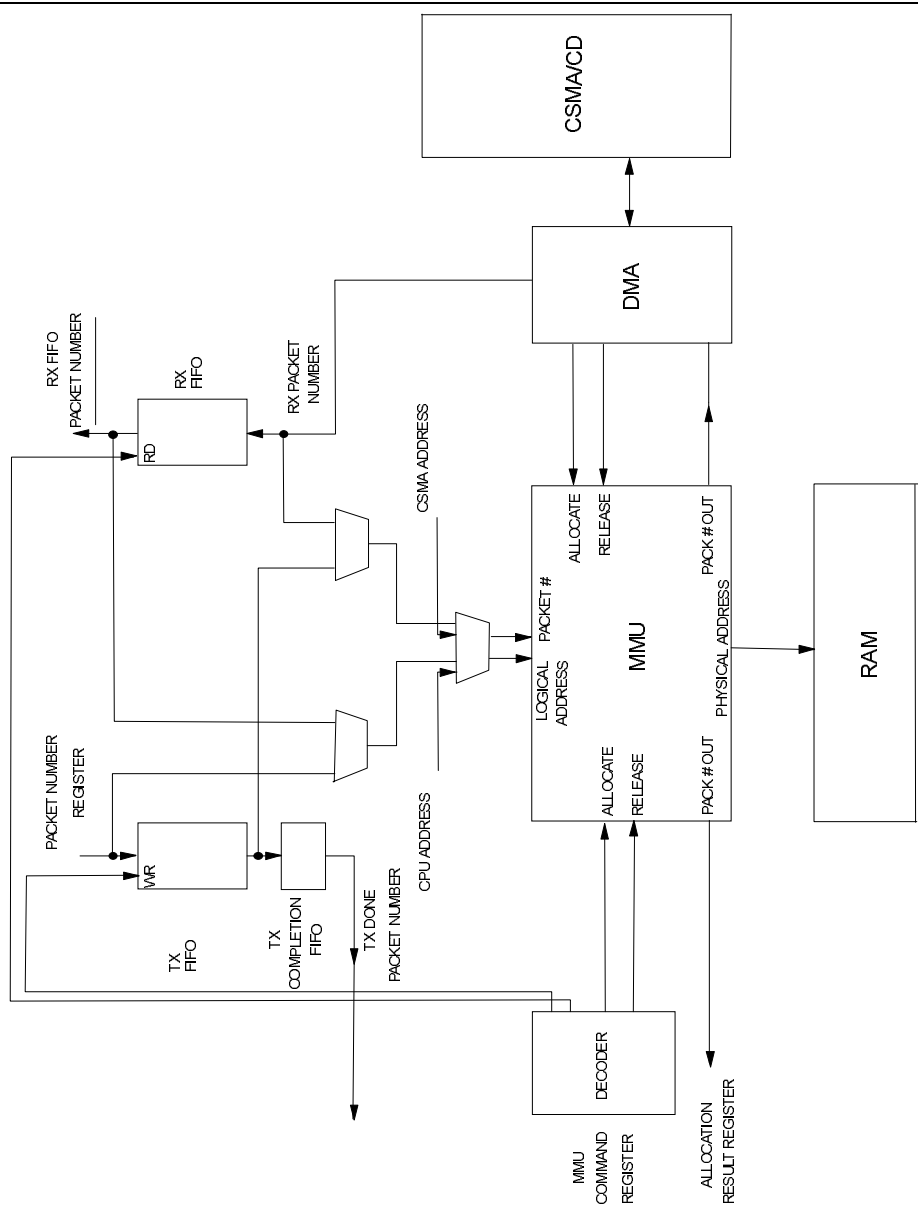 CSMA/CD
DMA
RX FIFO
PACKET NUMBER
RX
FIFO
RD
RX PACKET
NUMBER
CSMA ADDRESS
ALLOCATE
RELEASE
PACK # OUT
PACKET #
LOGICAL
ADDRESS
MMU
PHYSICAL ADDRESS
RAM
PACKET NUMBER
REGISTER
CPU ADDRESS
ALLOCATE
RELEASE
PACK # OUT
WR
TX
FIFO
TX
COMPLETION
FIFO
TX DONE
PACKET NUMBER
DECODER
MMU
COMMAND
REGISTER
ALLOCATION
RESULT REGISTER